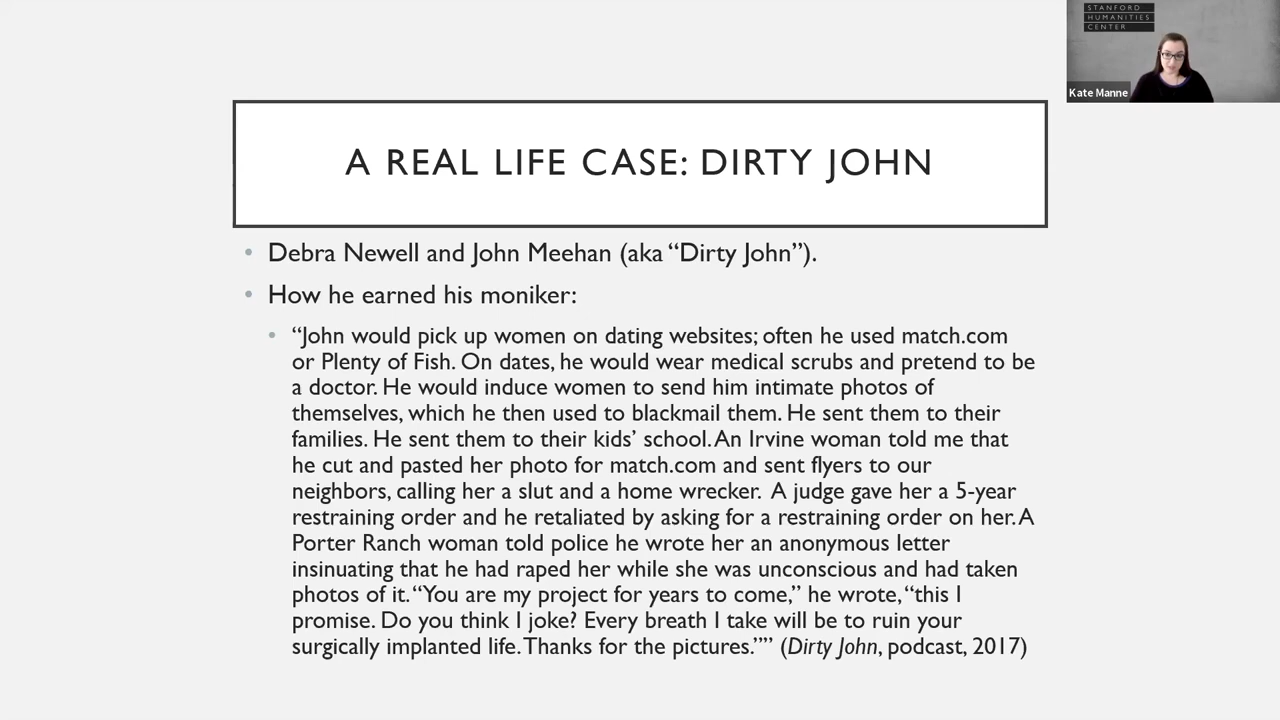 STANFORD
HUMANITIES
CENTER
Kate Manne
A REAL LIFE CASE: DIRTY JOHN
• Debra Newell and John Meehan (aka “Dirty John”).
• How he earned his moniker:
• “John would pick up women on dating websites; often he used match.com
or Plenty of Fish. On dates, he would wear medical scrubs and pretend to be
a doctor. He would induce women to send him intimate photos of
themselves, which he then used to blackmail them. He sent them to their
families. He sent them to their kids’ school. An Irvine woman told me that
he cut and pasted her photo for match.com and sent flyers to our
neighbors, calling her a slut and a home wrecker.  A judge gave her a 5-year
restraining order and he retaliated by asking for a restraining order on her. A
Porter Ranch woman told police he wrote her an anonymous letter
insinuating that he had raped her while she was unconscious and had taken
photos of it. “You are my project for years to come,” he wrote, “this I
promise. Do you think I joke? Every breath I take will be to ruin your
surgically implanted life. Thanks for the pictures.”” (Dirty John, podcast, 2017)